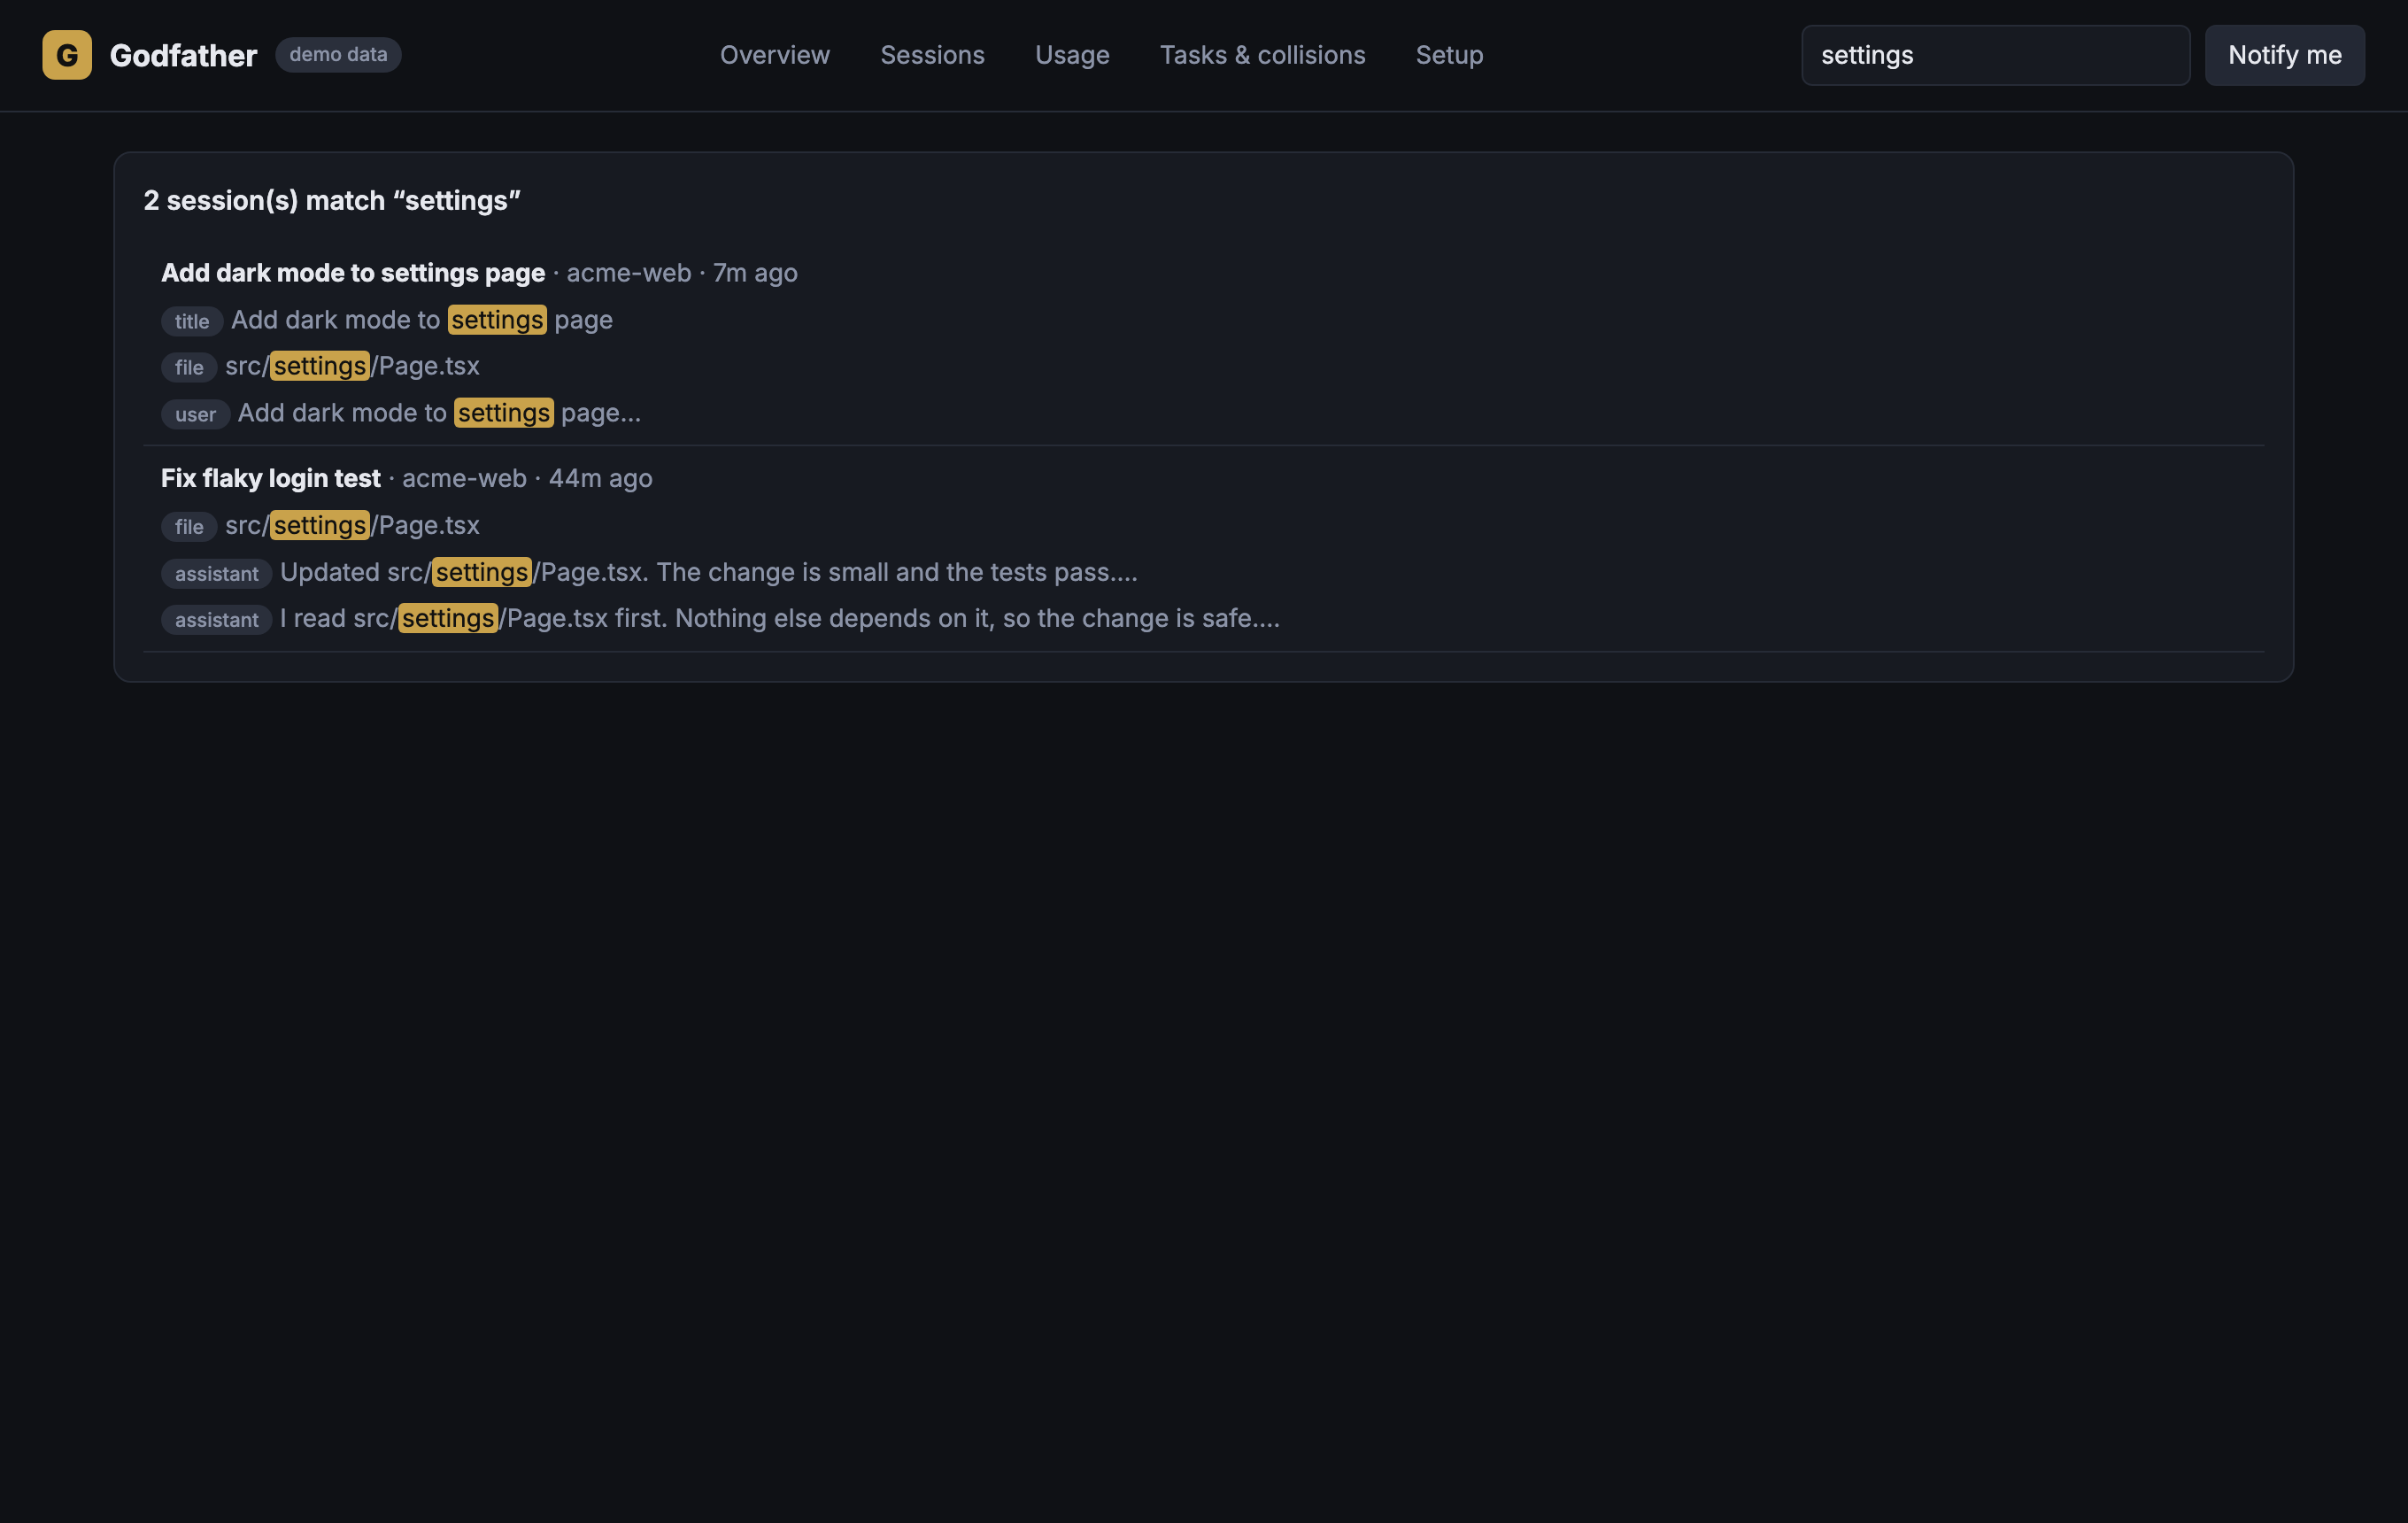 G Godfather demo data Overview Sessions Usage Tasks & collisions Setup settings Notify me
2 session(s) match “settings”
Add dark mode to settings page · acme-web · 7m ago
title Add dark mode to settings page
file src/settings/Page.tsx
user Add dark mode to settings page...
Fix flaky login test · acme-web · 44m ago
file src/settings/Page.tsx
assistant Updated src/settings/Page.tsx. The change is small and the tests pass....
assistant I read src/settings/Page.tsx first. Nothing else depends on it, so the change is safe....